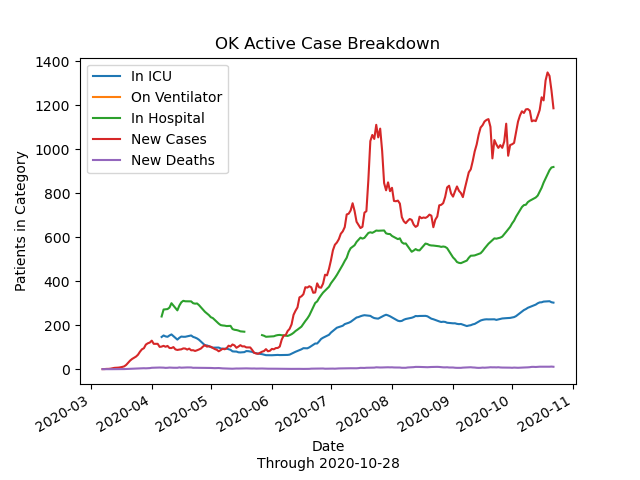 OK Active Case Breakdown
In ICU
On Ventilator
In Hospital
New Cases
New Deaths
Patients in Category
1400
1200
1000
800
600
400
200
0
2020-03
2020-04
2020-05
2020-06
2020-07
2020-08
2020-09
2020-10
2020-11
Date
Through 2020-10-28